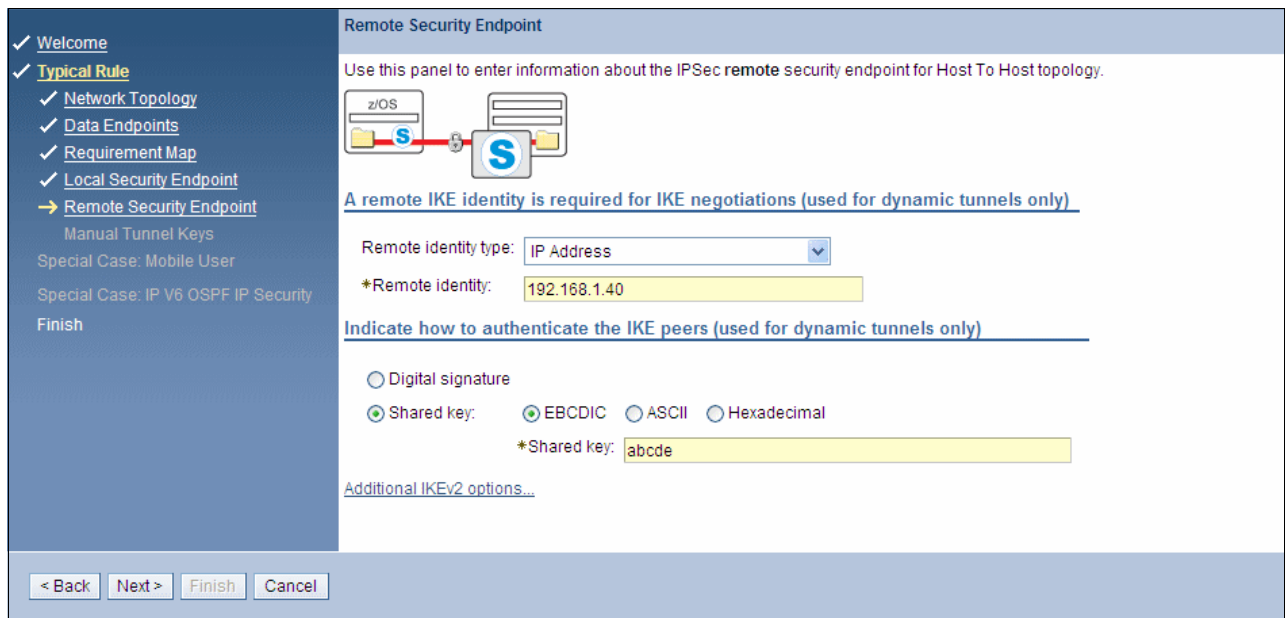 Welcome
Typical Rule
Network Topology
Data Endpoints
Requirement Map
Local Security Endpoint
Remote Security Endpoint
Manual Tunnel Keys
Special Case: Mobile User
Special Case: IP V6 OSPF IP Security
Finish
Remote Security Endpoint
Use this panel to enter information about the IPSec remote security endpoint for Host To Host topology.
z/OS
S
S
A remote IKE identity is required for IKE negotiations (used for dynamic tunnels only)
Remote identity type: IP Address
*Remote identity: 192.168.1.40
Indicate how to authenticate the IKE peers (used for dynamic tunnels only)
Digital signature
Shared key: EBCDIC ASCII Hexadecimal
*Shared key: abcde
Additional IKEv2 options...
< Back Next > Finish Cancel